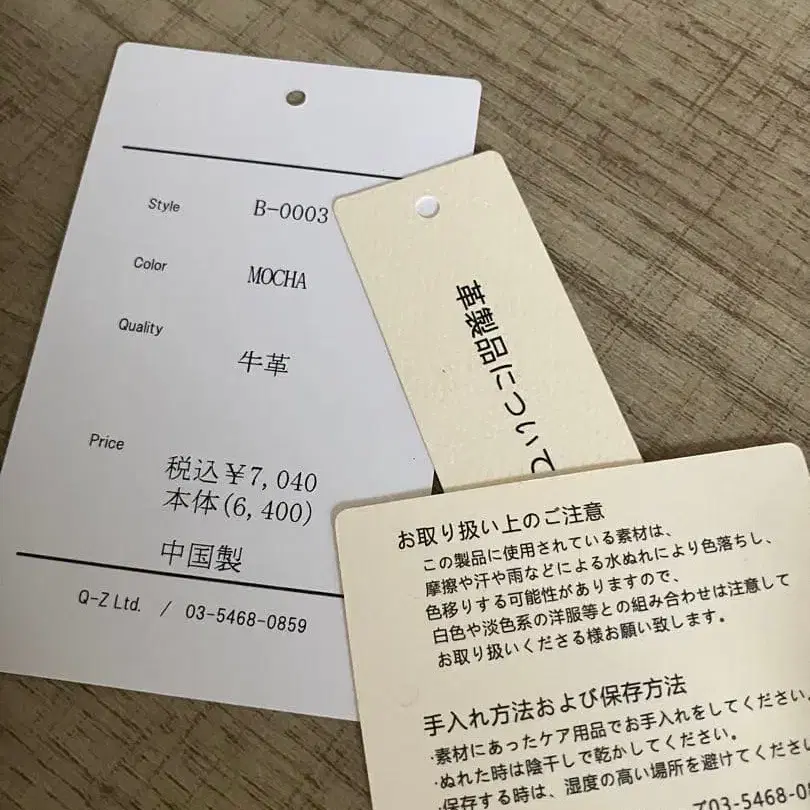 Style B-0003
Color MOCHA
Quality
牛革
Price
税込¥7,040
本体(6,400)
中国製
Q-Z Ltd. / 03-5468-0859
革製品について
お取り扱い上のご注意
この製品に使用されている素材は、
摩擦や汗や雨などによる水ぬれにより色落ちし、
色移りする可能性がありますので、
白色や淡色系の洋服等との組み合わせは注意して
お取り扱いくださる様お願い致します。
手入れ方法および保存方法
·素材にあったケア用品でお手入れをしてください。
·ぬれた時は陰干しで乾かしてください。
·保存する時は、湿度の高い場所を避けてください
03-5468-0